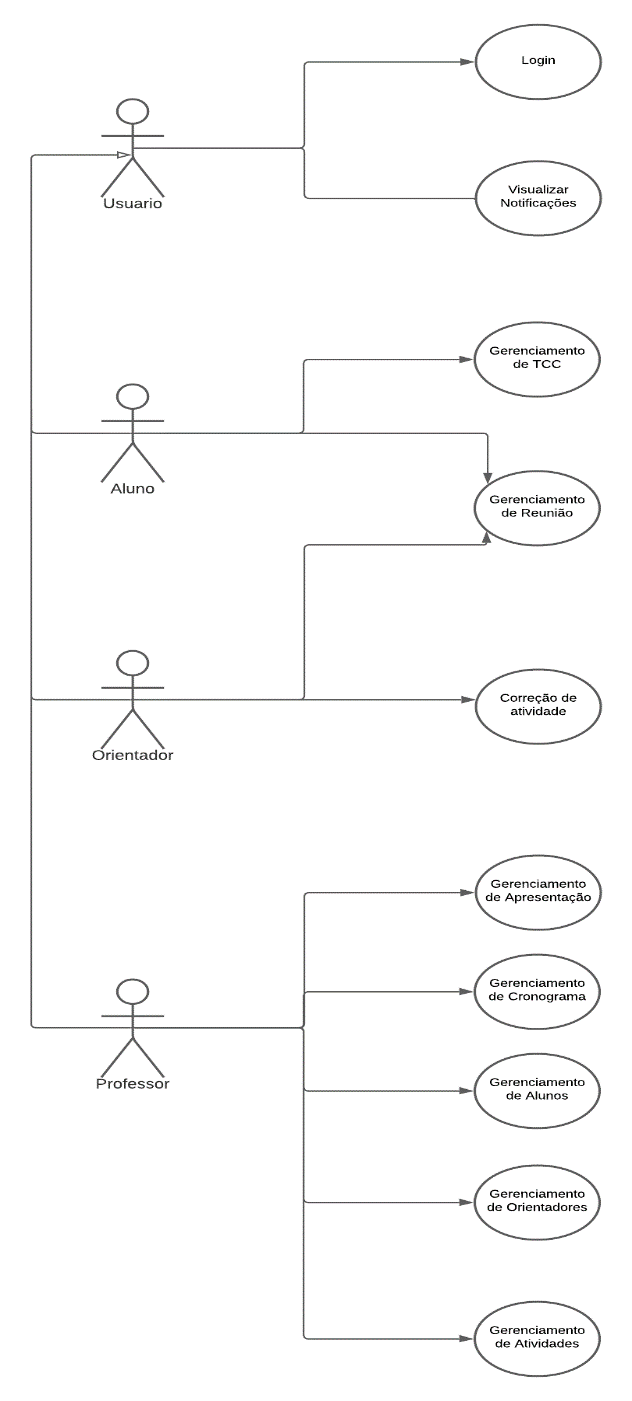 Login
Usuario
Visualizar
Notificações
Gerenciamento
de TCC
Aluno
Gerenciamento
de Reunião
Orientador
Correção de
atividade
Gerenciamento
de Apresentação
Gerenciamento
de Cronograma
Professor
Gerenciamento
de Alunos
Gerenciamento
de Orientadores
Gerenciamento
de Atividades